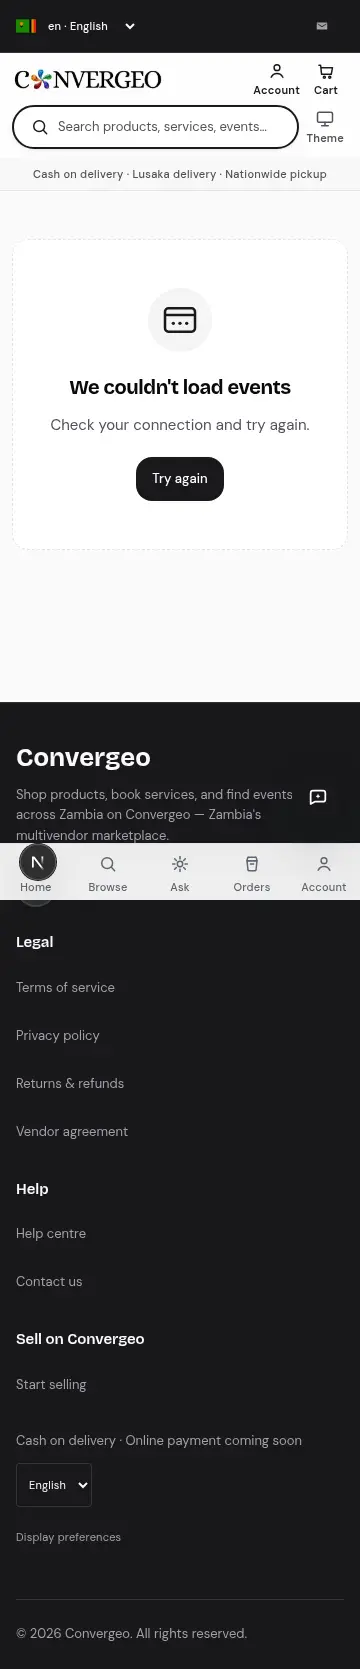 en · English
CONVERGEO
Account
Cart
Search products, services, events...
Theme
Cash on delivery · Lusaka delivery · Nationwide pickup
We couldn't load events
Check your connection and try again.
Try again
Convergeo
Shop products, book services, and find events
across Zambia on Convergeo — Zambia's
multivendor marketplace.
N
Home
Browse
Ask
Orders
Account
Legal
Terms of service
Privacy policy
Returns & refunds
Vendor agreement
Help
Help centre
Contact us
Sell on Convergeo
Start selling
Cash on delivery · Online payment coming soon
English
Display preferences
© 2026 Convergeo. All rights reserved.